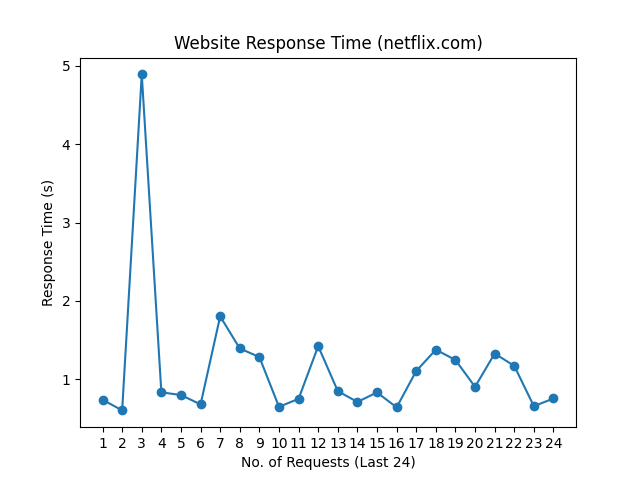 Website Response Time (netflix.com)
5
4
3
2
1
Response Time (s)
1 2 3 4 5 6 7 8 9 10 11 12 13 14 15 16 17 18 19 20 21 22 23 24
No. of Requests (Last 24)